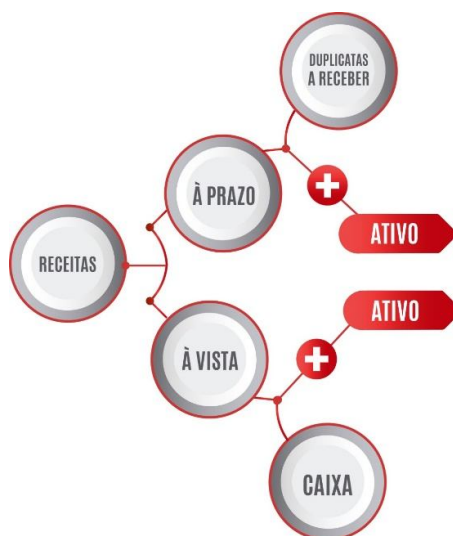 DUPLICATAS
A RECEBER
À PRAZO
ATIVO
RECEITAS
ATIVO
À VISTA
CAIXA